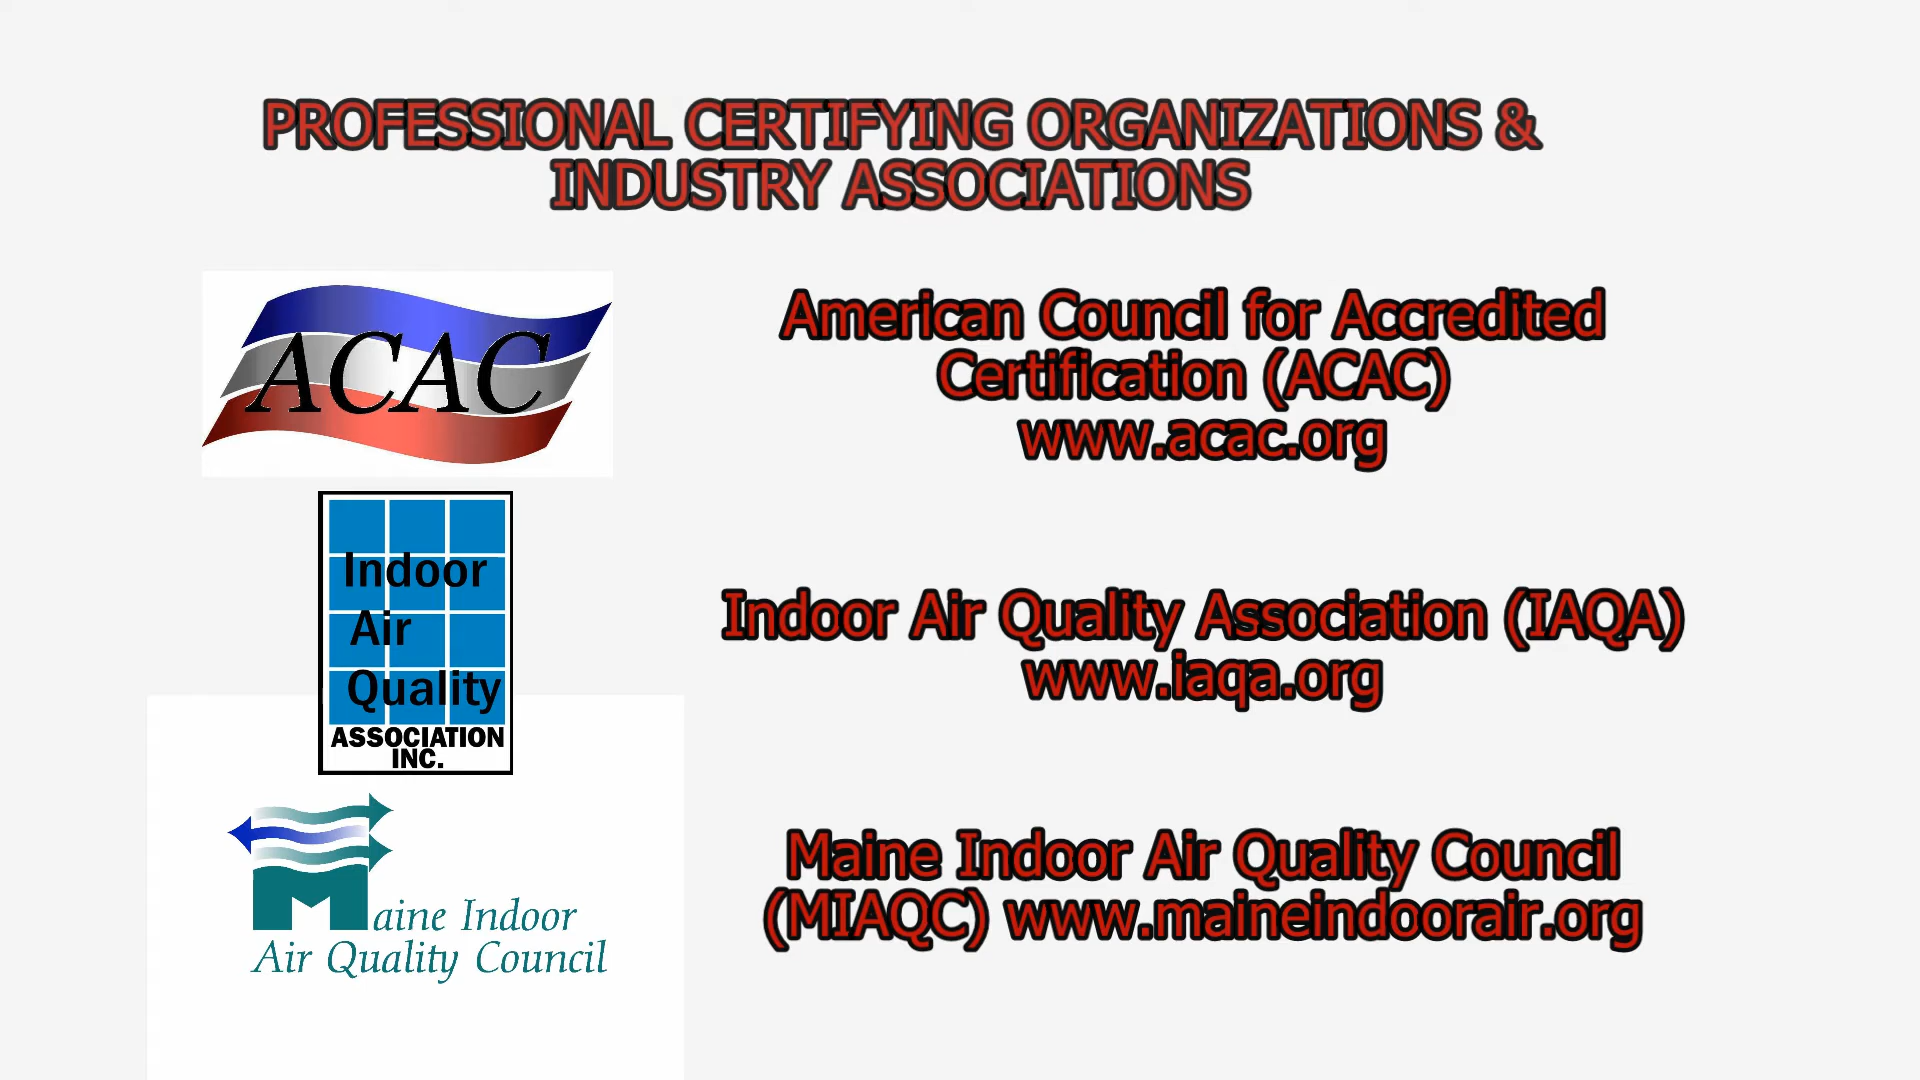 PROFESSIONAL CERTIFYING ORGANIZATIONS &
INDUSTRY ASSOCIATIONS
ACAC
American Council for Accredited
Certification (ACAC)
www.acac.org
Indoor
Air
Quality
ASSOCIATION
INC.
Indoor Air Quality Association (IAQA)
www.iaqa.org
Maine Indoor
Air Quality Council
Maine Indoor Air Quality Council
(MIAQC) www.maineindoorair.org